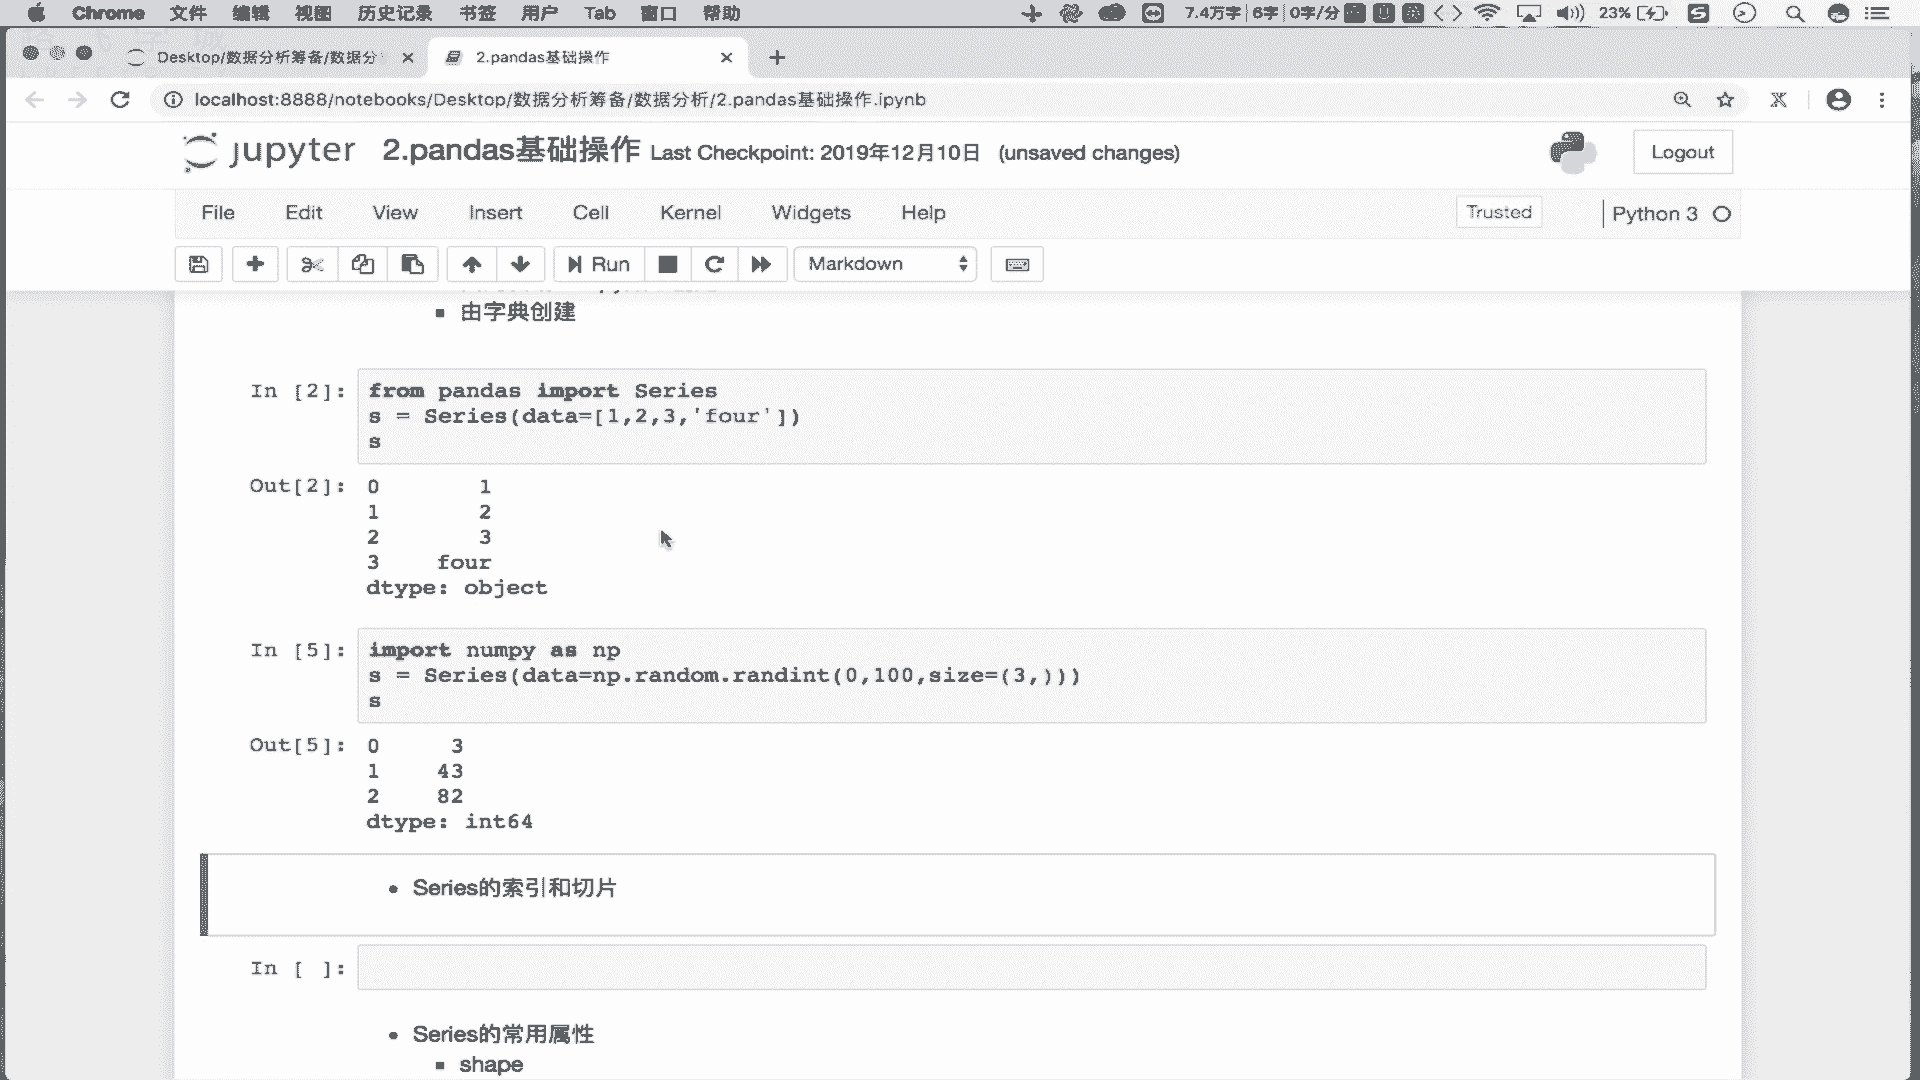 Chrome 文件 编辑 视图 历史记录 书签 用户 Tab 窗口 帮助 7.4万字 6字 0字/分 23%
Desktop/数据分析筹备/数据分
2.pandas基础操作
localhost:8888/notebooks/Desktop/数据分析筹备/数据分析/2.pandas基础操作.ipynb
jupyter 2.pandas基础操作 Last Checkpoint: 2019年12月10日 (unsaved changes) Logout
File Edit View Insert Cell Kernel Widgets Help Trusted Python 3
Run Markdown
由字典创建
In [2]: from pandas import Series
s = Series(data=[1,2,3,'four'])
s
Out[2]: 0 1
1 2
2 3
3 four
dtype: object
In [5]: import numpy as np
s = Series(data=np.random.randint(0,100,size=(3,)))
s
Out[5]: 0 3
1 43
2 82
dtype: int64
Series的索引和切片
In [ ]:
Series的常用属性
shape